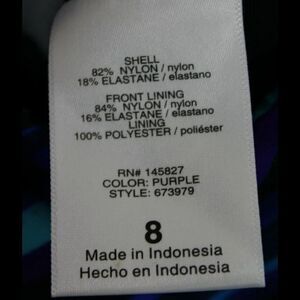 SHELL
82% NYLON / nylon
18% ELASTANE / elastano
FRONT LINING
84% NYLON / nylon
16% ELASTANE / elastano
LINING
100% POLYESTER / poliéster
RN# 145827
COLOR: PURPLE
STYLE: 673979
8
Made in Indonesia
Hecho en Indonesia